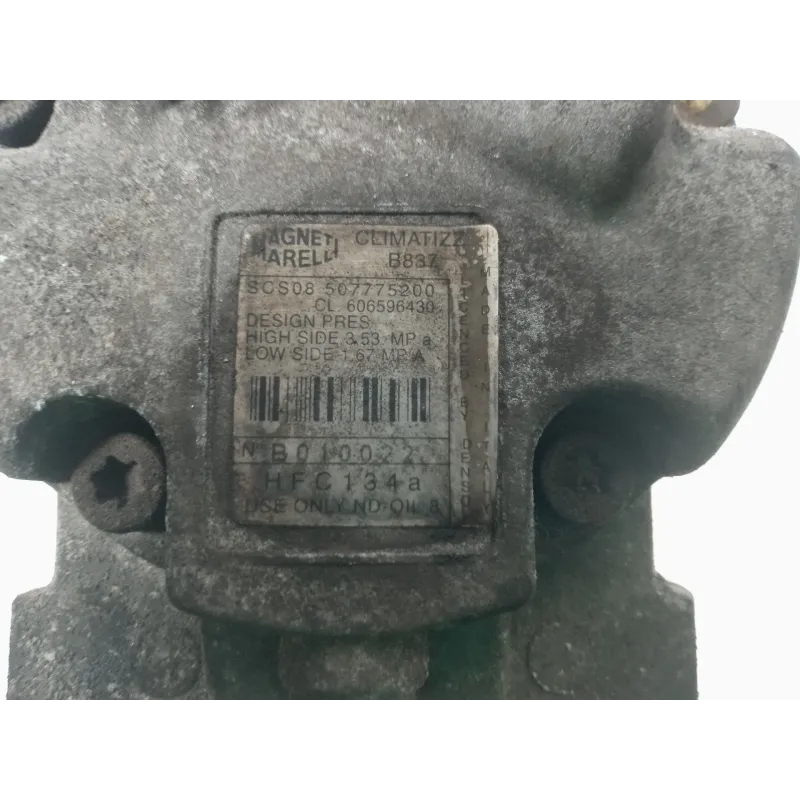 MAGNETI CLIMATIZZ
MARELLI B837
SCS08 507775200
CL. 606596430
DESIGN PRES
HIGH SIDE 3.53 MPa
LOW SIDE 1.67 MPA
N B010022
HFC134a
USE ONLY ND-OIL 8
LICENCED BY DENSO
MADE IN ITALY